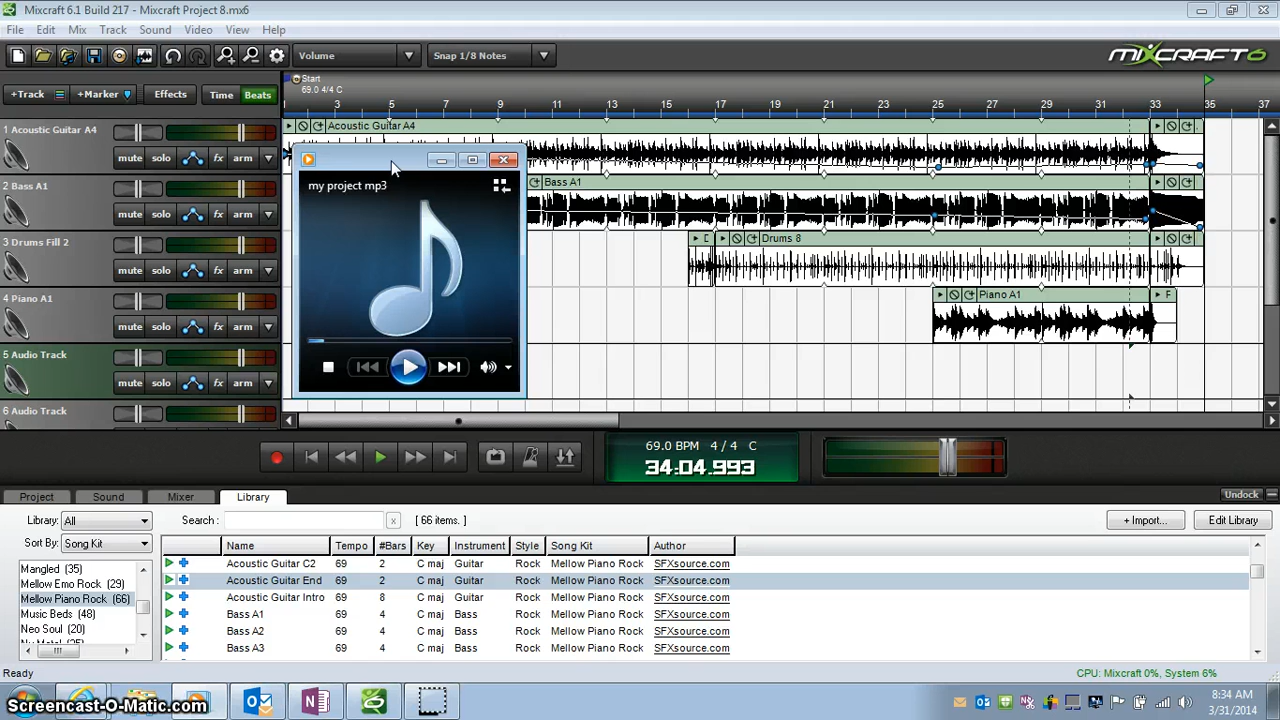 Mixcraft 6.1 Build 217 - Mixcraft Project 8.mx6
File Edit Mix Track Sound Video View Help
Volume Snap 1/8 Notes MIXCRAFT6
Start
69.0 4/4 C
+Track +Marker Effects Time Beats
3 5 7 9 11 13 15 17 19 21 23 25 27 29 31 33 35 37
1 Acoustic Guitar A4 Acoustic Guitar A4
mute solo fx arm
my project mp3
2 Bass A1 Bass A1
mute solo fx arm
3 Drums Fill 2 D Drums 8
mute solo fx arm
4 Piano A1 Piano A1 F
mute solo fx arm
5 Audio Track
mute solo fx arm
6 Audio Track
69.0 BPM 4 / 4 C
34:04.993
Project Sound Mixer Library Undock
Library: All Search : x [ 66 items. ] + Import... Edit Library
Sort By: Song Kit
Name Tempo #Bars Key Instrument Style Song Kit Author
Mangled (35)
Mellow Emo Rock (29)
Mellow Piano Rock (66)
Music Beds (48)
Neo Soul (20)
Acoustic Guitar C2 69 2 C maj Guitar Rock Mellow Piano Rock SFXsource.com
Acoustic Guitar End 69 2 C maj Guitar Rock Mellow Piano Rock SFXsource.com
Acoustic Guitar Intro 69 8 C maj Guitar Rock Mellow Piano Rock SFXsource.com
Bass A1 69 4 C maj Bass Rock Mellow Piano Rock SFXsource.com
Bass A2 69 4 C maj Bass Rock Mellow Piano Rock SFXsource.com
Bass A3 69 4 C maj Bass Rock Mellow Piano Rock SFXsource.com
Ready CPU: Mixcraft 0%, System 6%
Screencast-O-Matic.com
8:34 AM
3/31/2014